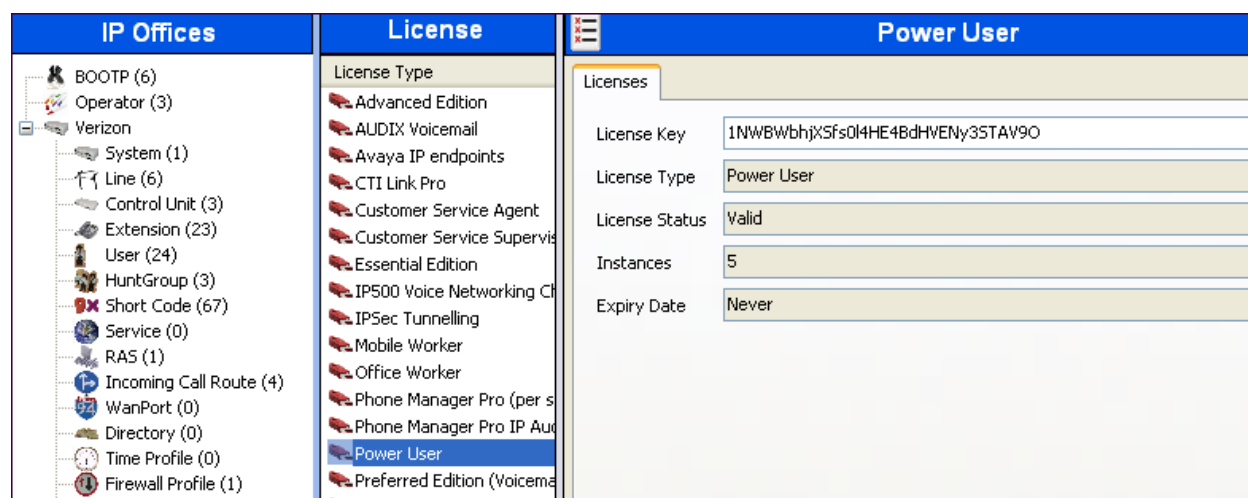 IP Offices
BOOTP (6)
Operator (3)
Verizon
System (1)
Line (6)
Control Unit (3)
Extension (23)
User (24)
HuntGroup (3)
Short Code (67)
Service (0)
RAS (1)
Incoming Call Route (4)
WanPort (0)
Directory (0)
Time Profile (0)
Firewall Profile (1)
License
License Type
Advanced Edition
AUDIX Voicemail
Avaya IP endpoints
CTI Link Pro
Customer Service Agent
Customer Service Supervis
Essential Edition
IP500 Voice Networking Ch
IPSec Tunnelling
Mobile Worker
Office Worker
Phone Manager Pro (per s
Phone Manager Pro IP Aud
Power User
Preferred Edition (Voicema
Power User
Licenses
License Key 1NWBWbhjXSfs0l4HE4BdHVENy3STAV9O
License Type Power User
License Status Valid
Instances 5
Expiry Date Never